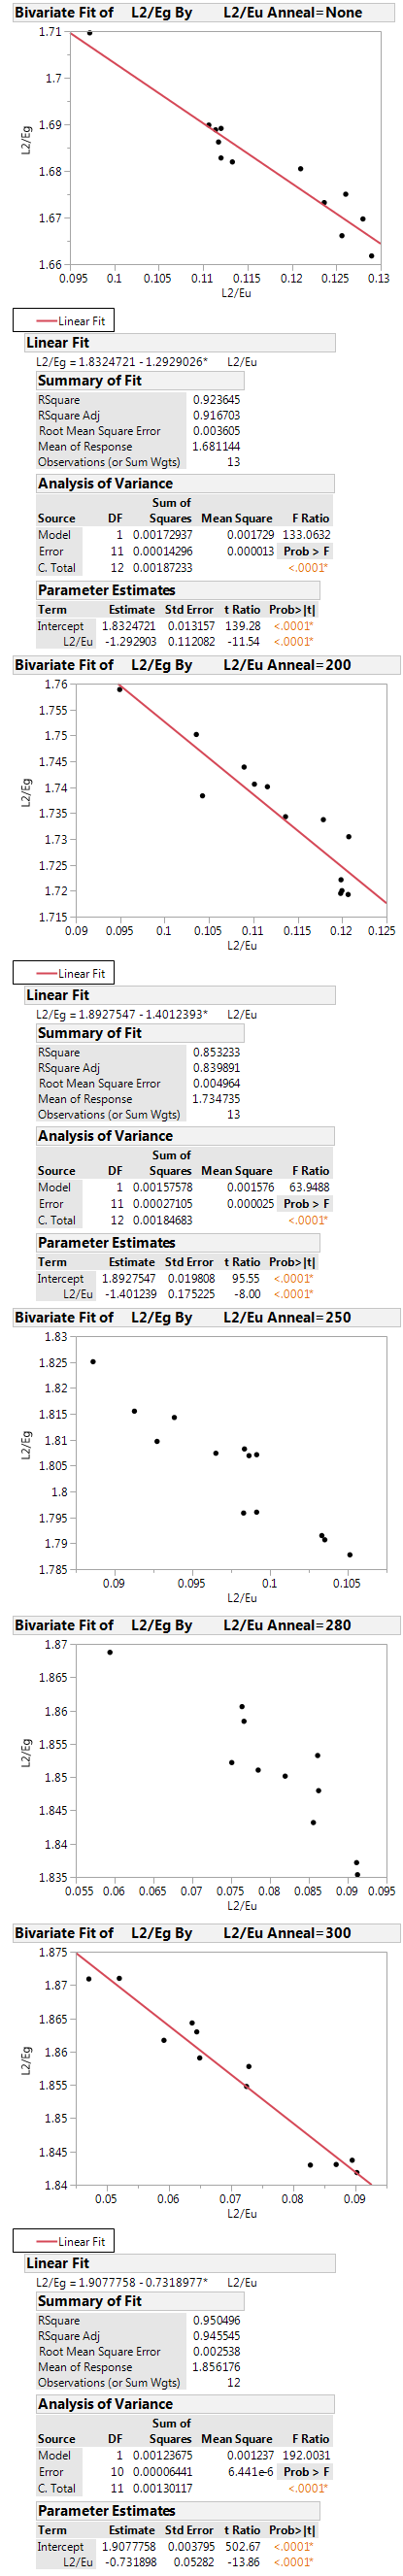 Bivariate Fit of L2/Eg By L2/Eu Anneal=None
1.71
1.7
1.69
1.68
1.67
1.66
L2/Eg
0.095 0.1 0.105 0.11 0.115 0.12 0.125 0.13
L2/Eu
Linear Fit
Linear Fit
L2/Eg = 1.8324721 - 1.2929026* L2/Eu
Summary of Fit
RSquare 0.923645
RSquare Adj 0.916703
Root Mean Square Error 0.003605
Mean of Response 1.681144
Observations (or Sum Wgts) 13
Analysis of Variance
Sum of
Source DF Squares Mean Square F Ratio
Model 1 0.00172937 0.001729 133.0632
Error 11 0.00014296 0.000013 Prob > F
C. Total 12 0.00187233 <.0001*
Parameter Estimates
Term Estimate Std Error t Ratio Prob>|t|
Intercept 1.8324721 0.013157 139.28 <.0001*
L2/Eu -1.292903 0.112082 -11.54 <.0001*
Bivariate Fit of L2/Eg By L2/Eu Anneal=200
1.76
1.755
1.75
1.745
1.74
1.735
1.73
1.725
1.72
1.715
L2/Eg
0.09 0.095 0.1 0.105 0.11 0.115 0.12 0.125
L2/Eu
Linear Fit
Linear Fit
L2/Eg = 1.8927547 - 1.4012393* L2/Eu
Summary of Fit
RSquare 0.853233
RSquare Adj 0.839891
Root Mean Square Error 0.004964
Mean of Response 1.734735
Observations (or Sum Wgts) 13
Analysis of Variance
Sum of
Source DF Squares Mean Square F Ratio
Model 1 0.00157578 0.001576 63.9488
Error 11 0.00027105 0.000025 Prob > F
C. Total 12 0.00184683 <.0001*
Parameter Estimates
Term Estimate Std Error t Ratio Prob>|t|
Intercept 1.8927547 0.019808 95.55 <.0001*
L2/Eu -1.401239 0.175225 -8.00 <.0001*
Bivariate Fit of L2/Eg By L2/Eu Anneal=250
1.83
1.825
1.82
1.815
1.81
1.805
1.8
1.795
1.79
1.785
L2/Eg
0.09 0.095 0.1 0.105
L2/Eu
Bivariate Fit of L2/Eg By L2/Eu Anneal=280
1.87
1.865
1.86
1.855
1.85
1.845
1.84
1.835
L2/Eg
0.055 0.06 0.065 0.07 0.075 0.08 0.085 0.09 0.095
L2/Eu
Bivariate Fit of L2/Eg By L2/Eu Anneal=300
1.875
1.87
1.865
1.86
1.855
1.85
1.845
1.84
L2/Eg
0.05 0.06 0.07 0.08 0.09
L2/Eu
Linear Fit
Linear Fit
L2/Eg = 1.9077758 - 0.7318977* L2/Eu
Summary of Fit
RSquare 0.950496
RSquare Adj 0.945545
Root Mean Square Error 0.002538
Mean of Response 1.856176
Observations (or Sum Wgts) 12
Analysis of Variance
Sum of
Source DF Squares Mean Square F Ratio
Model 1 0.00123675 0.001237 192.0031
Error 10 0.00006441 6.441e-6 Prob > F
C. Total 11 0.00130117 <.0001*
Parameter Estimates
Term Estimate Std Error t Ratio Prob>|t|
Intercept 1.9077758 0.003795 502.67 <.0001*
L2/Eu -0.731898 0.05282 -13.86 <.0001*